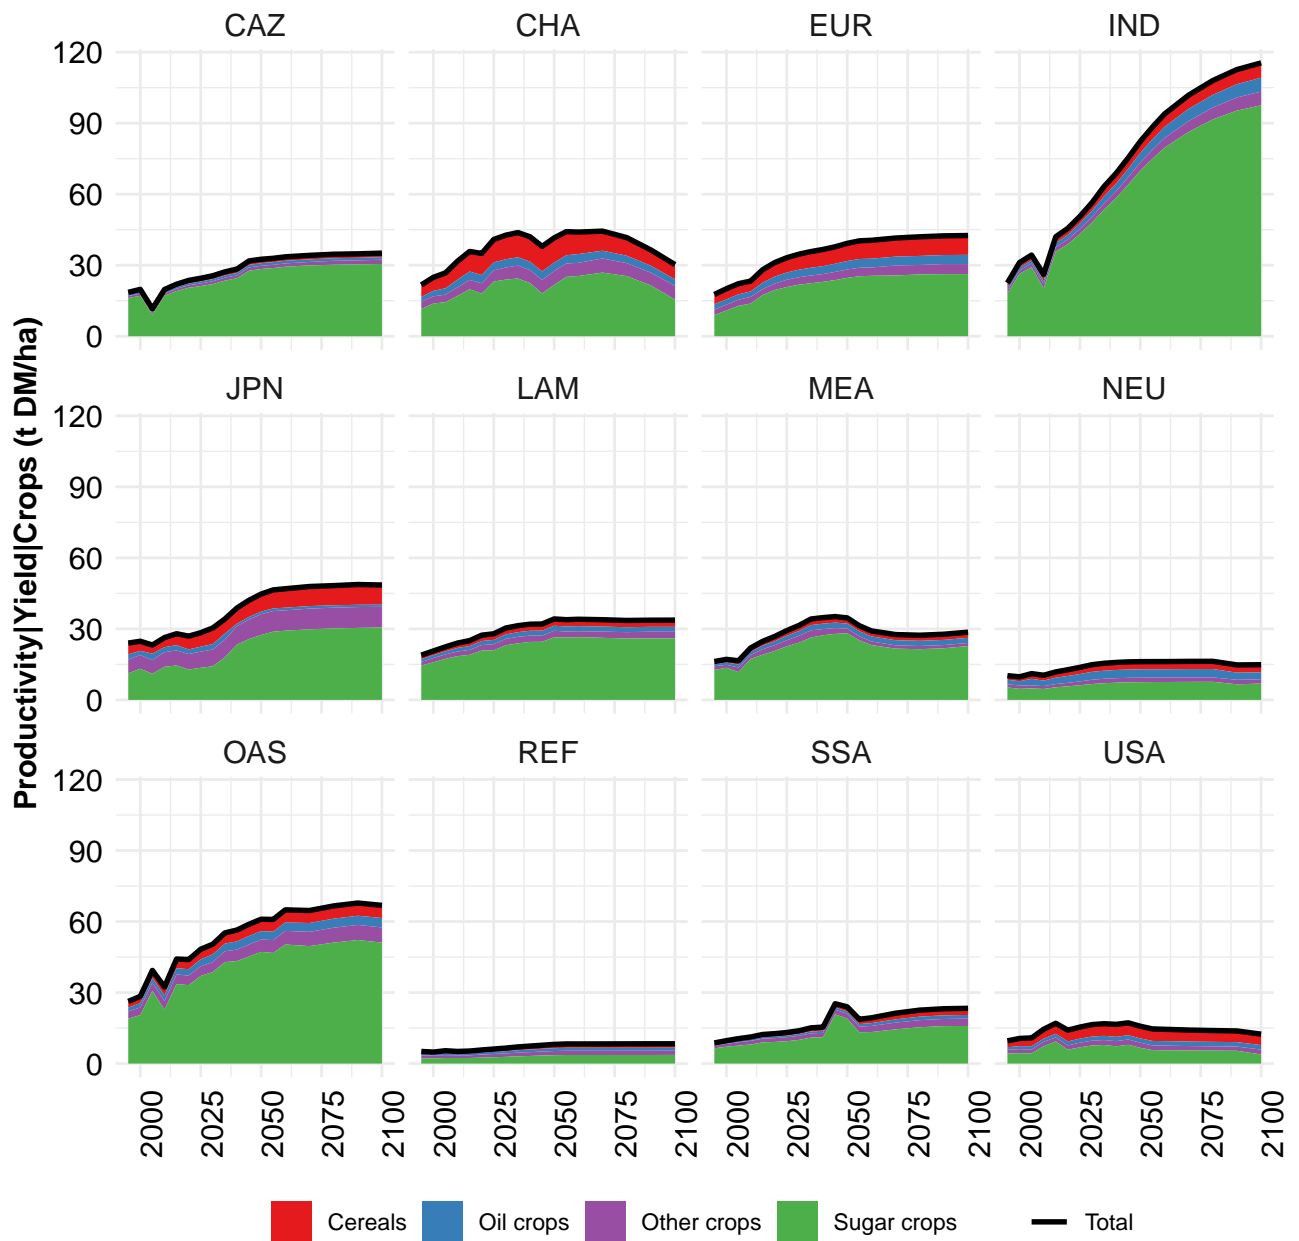 CAZ CHA EUR IND
120
90
60
30
0
JPN LAM MEA NEU
120
90
60
30
0
OAS REF SSA USA
120
90
60
30
0
Productivity|Yield|Crops (t DM/ha)
2000 2025 2050 2075 2100 2000 2025 2050 2075 2100 2000 2025 2050 2075 2100 2000 2025 2050 2075 2100
Cereals Oil crops Other crops Sugar crops Total